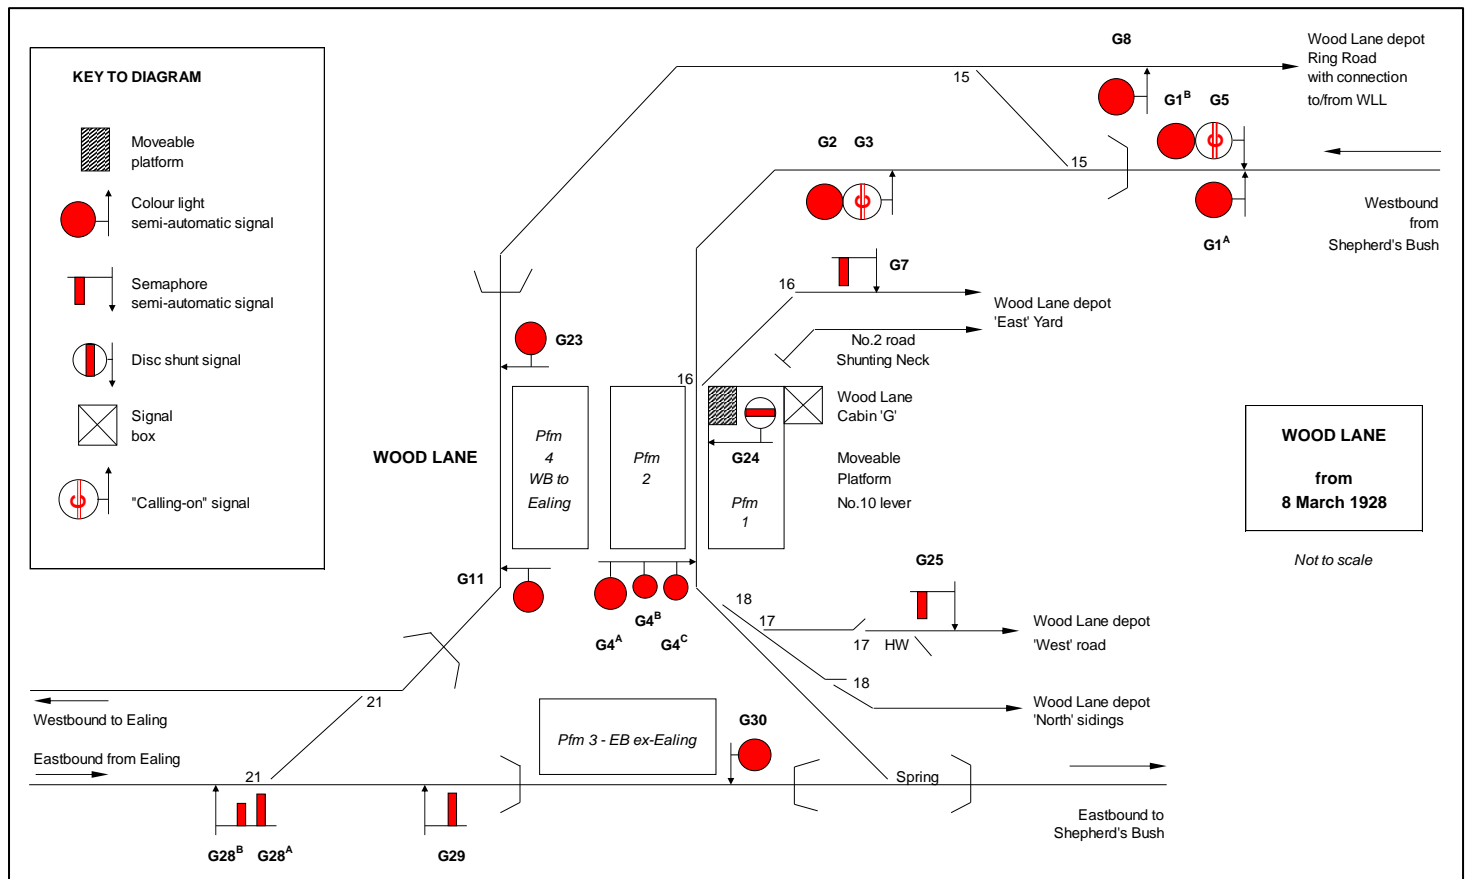 KEY TO DIAGRAM
Moveable
platform
Colour light
semi-automatic signal
Semaphore
semi-automatic signal
Disc shunt signal
Signal
box
C
"Calling-on" signal
G8
Wood Lane depot
Ring Road
with connection
to/from WLL
15
G1B G5
C
15
Westbound
from
Shepherd's Bush
G1A
G2 G3
C
G7
16
Wood Lane depot
'East' Yard
No.2 road
Shunting Neck
G23
16
Wood Lane
Cabin 'G'
WOOD LANE
Pfm
4
WB to
Ealing
Pfm
2
G24
Pfm
1
Moveable
Platform
No.10 lever
WOOD LANE
from
8 March 1928
Not to scale
G11
G4A
G4B
G4C
G25
18
17
17 HW
Wood Lane depot
'West' road
18
Wood Lane depot
'North' sidings
21
Westbound to Ealing
Eastbound from Ealing
21
Pfm 3 - EB ex-Ealing
G30
Spring
Eastbound to
Shepherd's Bush
G28B G28A
G29